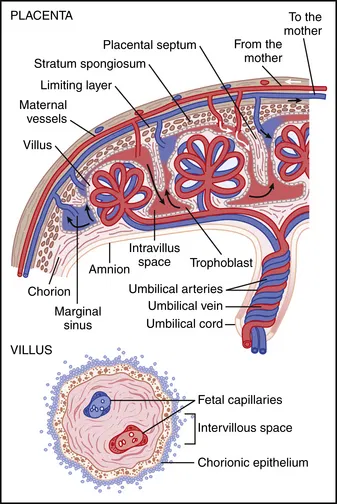 PLACENTA
To the
mother
Placental septum
From the
mother
Stratum spongiosum
Limiting layer
Maternal
vessels
Villus
Intravillus
space
Trophoblast
Amnion
Chorion
Marginal
sinus
Umbilical arteries
Umbilical vein
Umbilical cord
VILLUS
Fetal capillaries
Intervillous space
Chorionic epithelium